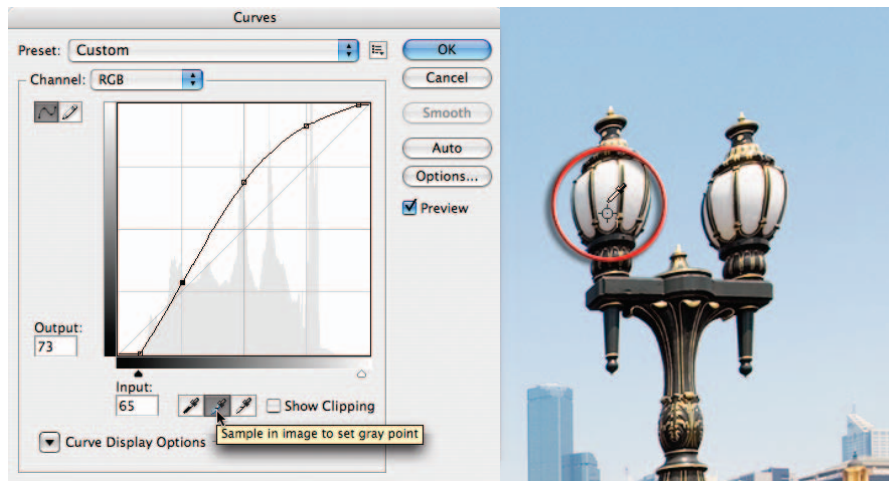 Curves
Preset: Custom
OK
Channel: RGB
Cancel
Smooth
Auto
Options...
Preview
Output:
73
Input:
65
Show Clipping
Sample in image to set gray point
Curve Display Options